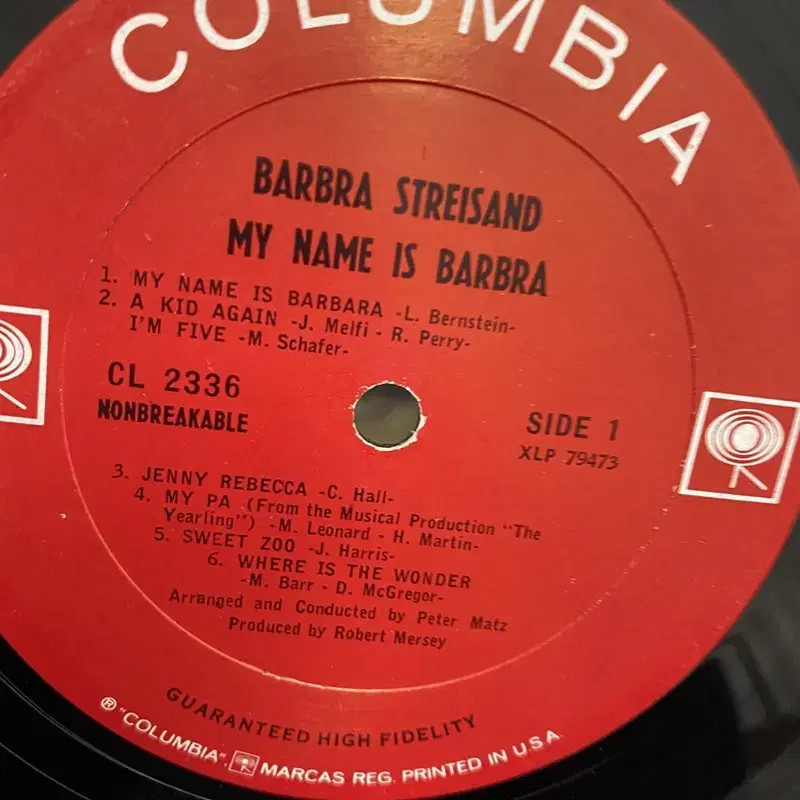 COLUMBIA
BARBRA STREISAND
MY NAME IS BARBRA
1. MY NAME IS BARBARA -L. Bernstein-
2. A KID AGAIN -J. Melfi - R. Perry-
I'M FIVE -M. Schafer-
CL 2336
NONBREAKABLE
SIDE 1
XLP 79473
3. JENNY REBECCA -C. Hall-
4. MY PA (From the Musical Production "The
Yearling") -M. Leonard - H. Martin-
5. SWEET ZOO -J. Harris-
6. WHERE IS THE WONDER
-M. Barr - D. McGregor-
Arranged and Conducted by Peter Matz
Produced by Robert Mersey
GUARANTEED HIGH FIDELITY
® "COLUMBIA", MARCAS REG. PRINTED IN U.S.A.